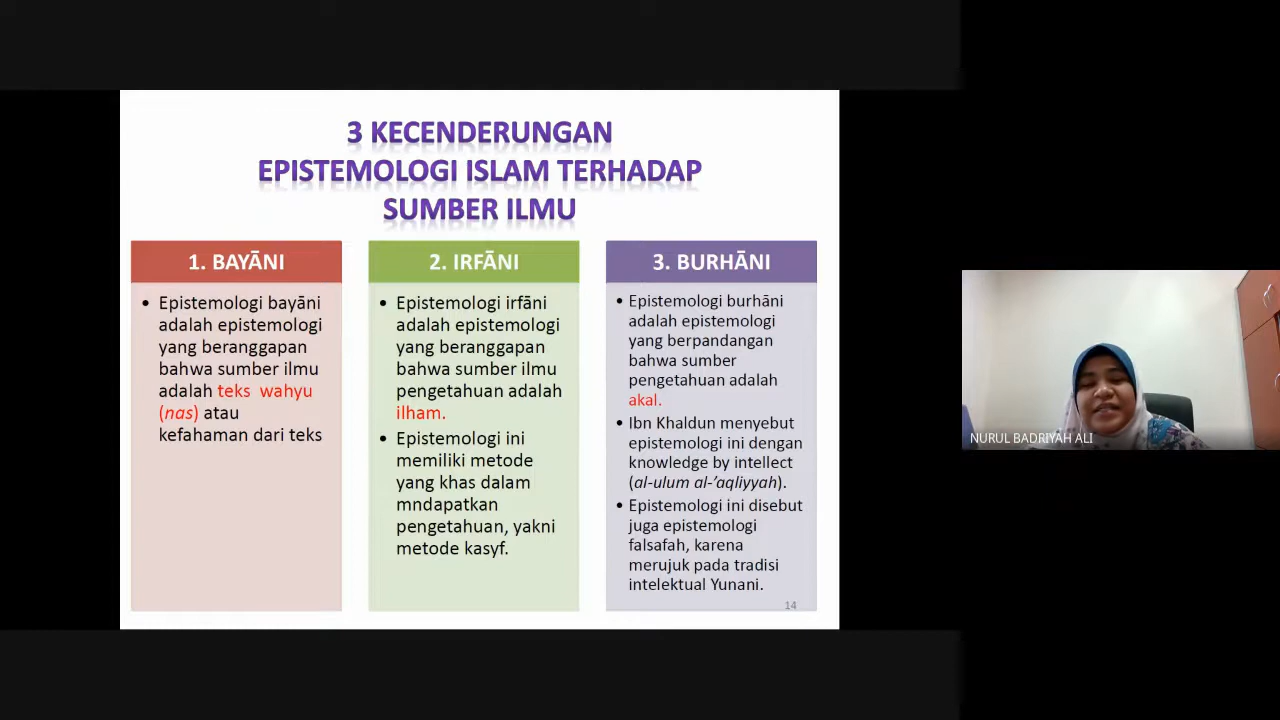 3 KECENDERUNGAN
EPISTEMOLOGI ISLAM TERHADAP
SUMBER ILMU
1. BAYĀNI
• Epistemologi bayāni
adalah epistemologi
yang beranggapan
bahwa sumber ilmu
adalah teks wahyu
(nas) atau
kefahaman dari teks
2. IRFĀNI
• Epistemologi irfāni
adalah epistemologi
yang beranggapan
bahwa sumber ilmu
pengetahuan adalah
ilham.
• Epistemologi ini
memiliki metode
yang khas dalam
mndapatkan
pengetahuan, yakni
metode kasyf.
3. BURHĀNI
• Epistemologi burhāni
adalah epistemologi
yang berpandangan
bahwa sumber
pengetahuan adalah
akal.
• Ibn Khaldun menyebut
epistemologi ini dengan
knowledge by intellect
(al-ulum al-’aqliyyah).
• Epistemologi ini disebut
juga epistemologi
falsafah, karena
merujuk pada tradisi
intelektual Yunani.
14
NURUL BADRIYAH ALI